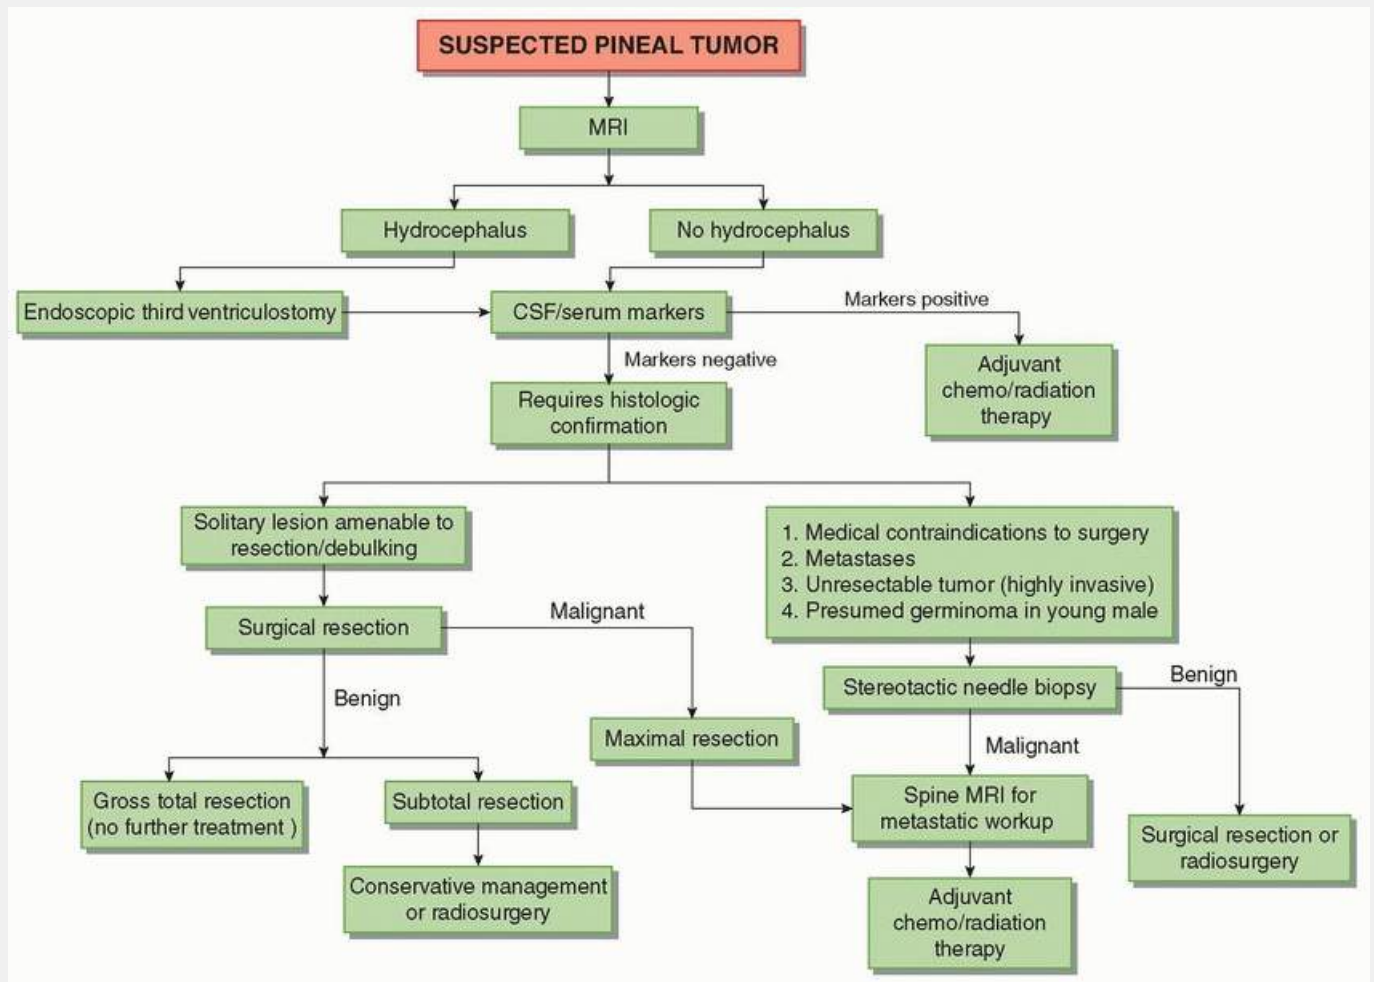 SUSPECTED PINEAL TUMOR
MRI
Hydrocephalus
No hydrocephalus
Endoscopic third ventriculostomy
CSF/serum markers
Markers positive
Markers negative
Adjuvant
chemo/radiation
therapy
Requires histologic
confirmation
Solitary lesion amenable to
resection/debulking
1. Medical contraindications to surgery
2. Metastases
3. Unresectable tumor (highly invasive)
4. Presumed germinoma in young male
Surgical resection
Malignant
Benign
Stereotactic needle biopsy
Benign
Malignant
Maximal resection
Gross total resection
(no further treatment )
Subtotal resection
Spine MRI for
metastatic workup
Surgical resection or
radiosurgery
Conservative management
or radiosurgery
Adjuvant
chemo/radiation
therapy